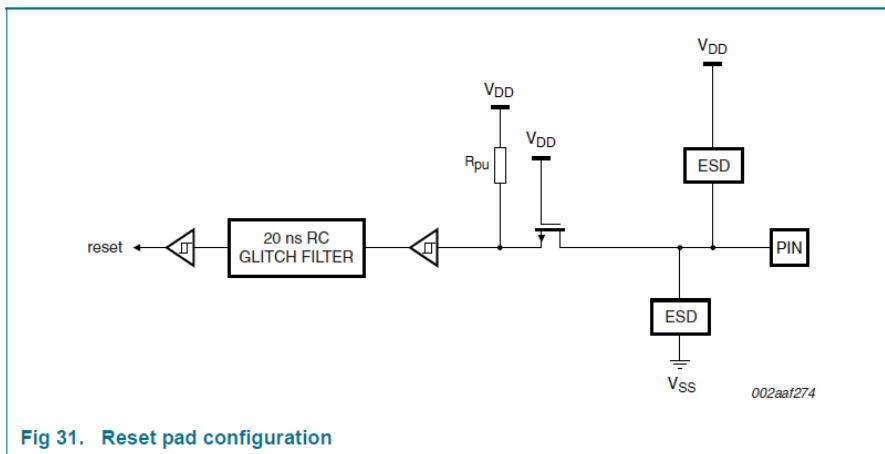 VDD
VDD
VDD
Rpu
ESD
reset
20 ns RC
GLITCH FILTER
PIN
ESD
VSS
002aaf274
Fig 31. Reset pad configuration